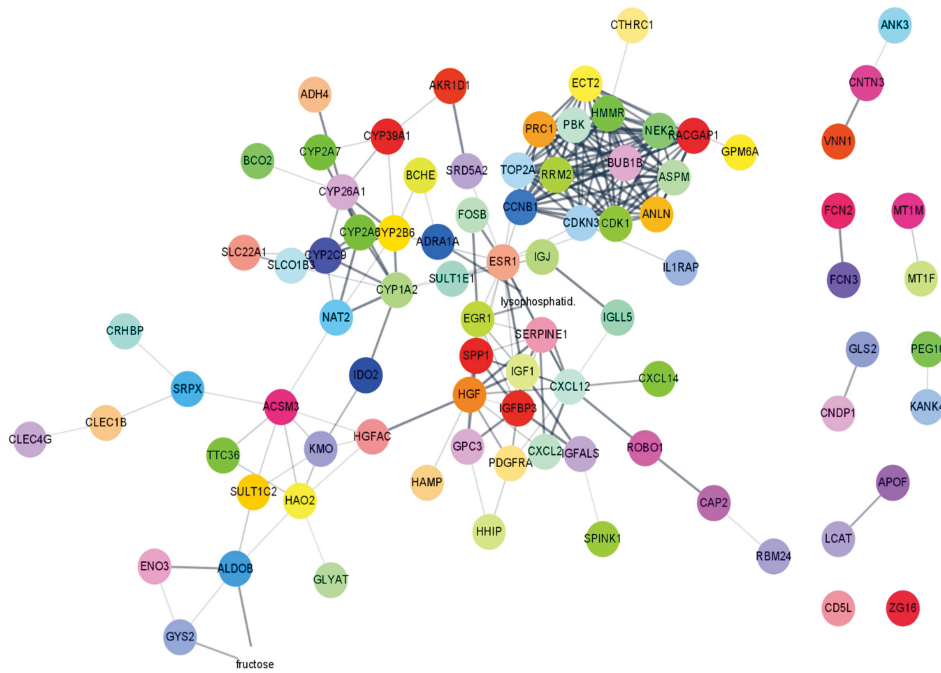 CTHRC1
ANK3
ECT2
AKR1D1
CNTN3
ADH4
HMMR
PBK
PRC1
NEK2
RACGAP1
CYP39A1
VNN1
GPM6A
CYP2A7
BCO2
BUB1B
TOP2A
SRD5A2
RRM2
ASPM
BCHE
CYP26A1
CCNB1
FOSB
ANLN
FCN2
MT1M
CDKN3
CDK1
CYP2A6
CYP2B6
ADRA1A
SLC22A1
CYP2C9
ESR1
IGJ
SLCO1B3
IL1RAP
SULT1E1
FCN3
MT1F
CYP1A2
lysophosphatid.
NAT2
EGR1
IGLL5
CRHBP
SERPINE1
GLS2
PEG10
SPP1
IGF1
IDO2
CXCL14
SRPX
CXCL12
HGF
ACSM3
IGFBP3
CNDP1
KANK4
CLEC1B
CLEC4G
HGFAC
KMO
GPC3
CXCL2
IGFALS
ROBO1
TTC36
PDGFRA
HAMP
APOF
SULT1C2
HAO2
CAP2
HHIP
SPINK1
LCAT
RBM24
ENO3
ALDOB
GLYAT
CD5L
ZG16
GYS2
fructose